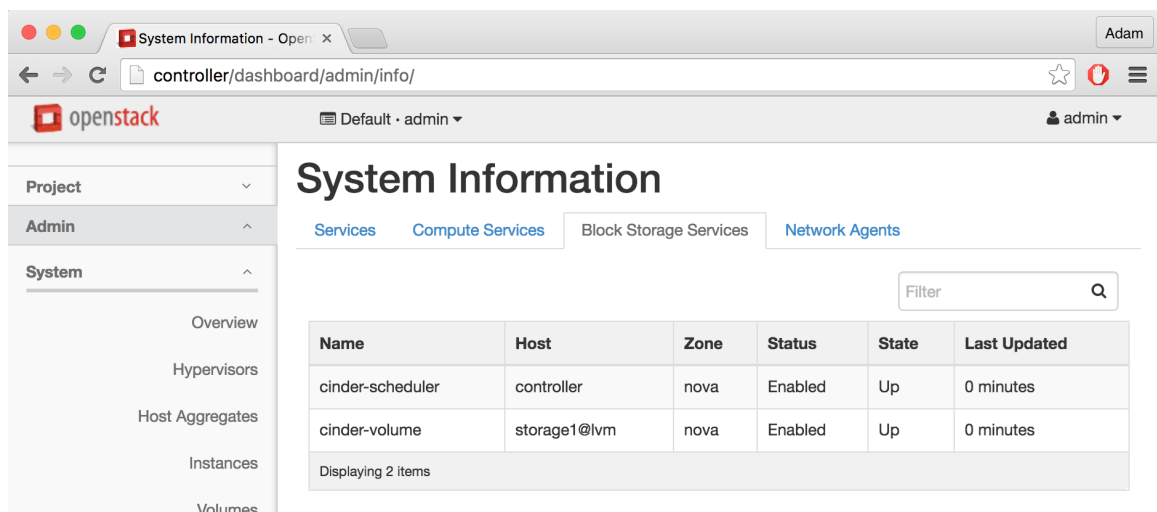 System Information - Open
Adam
controller/dashboard/admin/info/
openstack
Default · admin
admin
Project
Admin
System
Overview
Hypervisors
Host Aggregates
Instances
Volumes
System Information
Services Compute Services Block Storage Services Network Agents
Filter
Name Host Zone Status State Last Updated
cinder-scheduler controller nova Enabled Up 0 minutes
cinder-volume storage1@lvm nova Enabled Up 0 minutes
Displaying 2 items